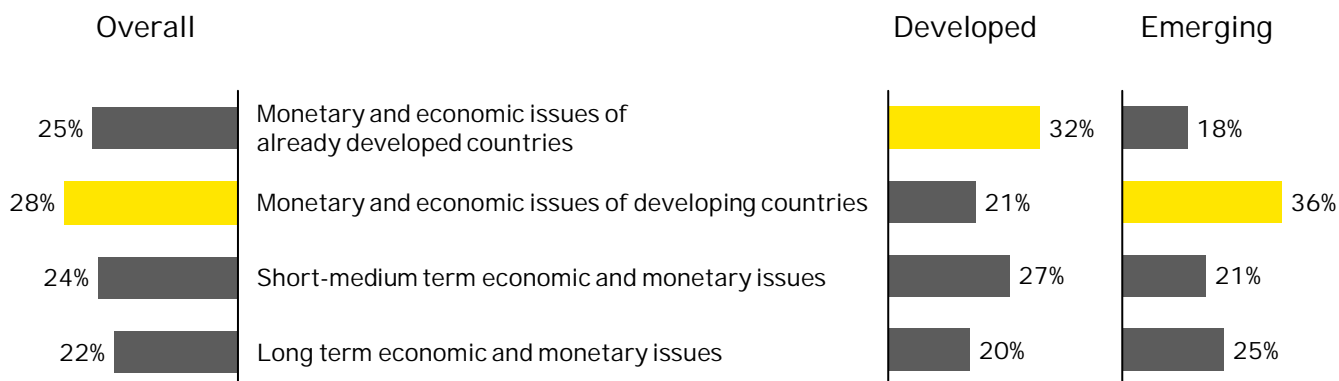 Overall Developed Emerging
25% Monetary and economic issues of 32% 18%
already developed countries
28% Monetary and economic issues of developing countries 21% 36%
24% Short-medium term economic and monetary issues 27% 21%
22% Long term economic and monetary issues 20% 25%